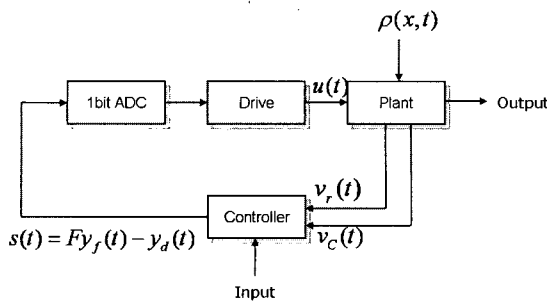 ρ(x,t)
1bit ADC
Drive
u(t)
Plant
Output
v_r(t)
Controller
v_C(t)
s(t) = Fy_f(t) − y_d(t)
Input